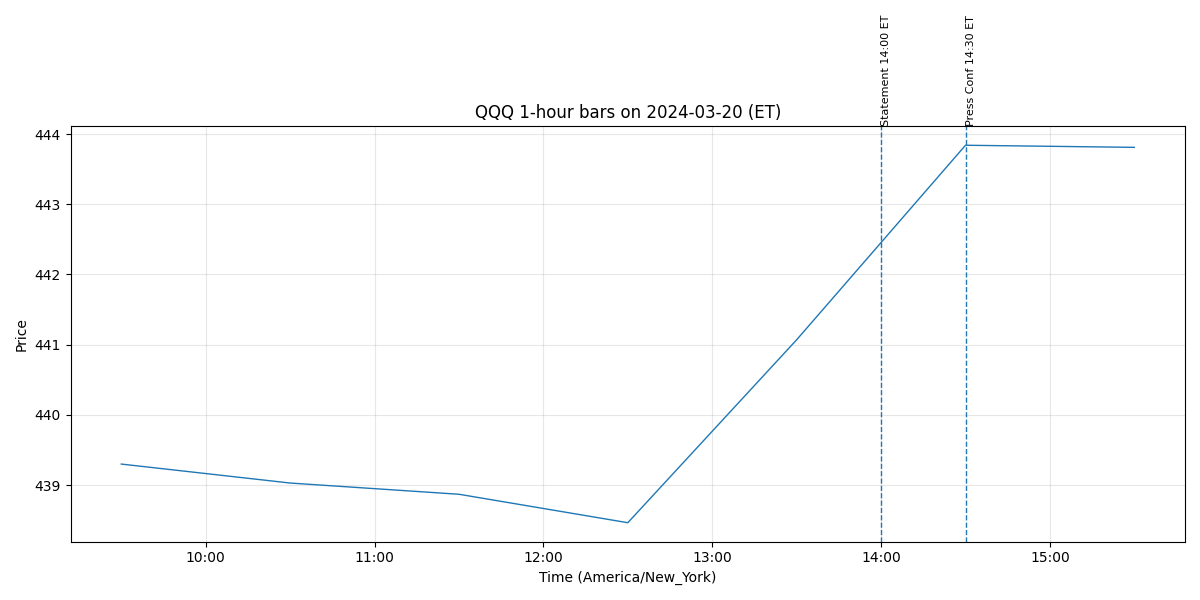 Statement 14:00 ET
Press Conf 14:30 ET
QQQ 1-hour bars on 2024-03-20 (ET)
Price
444
443
442
441
440
439
10:00
11:00
12:00
13:00
14:00
15:00
Time (America/New_York)